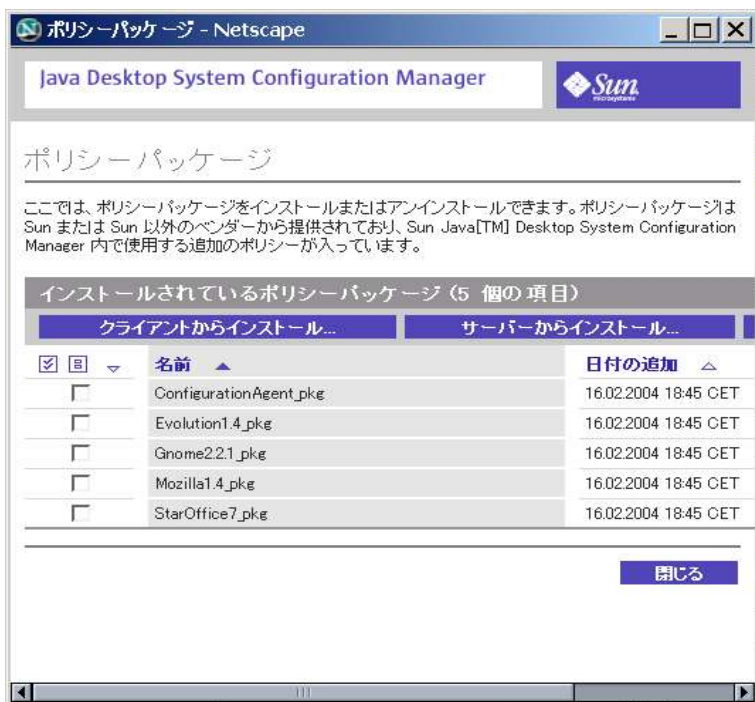 ポリシーパッケージ - Netscape
Java Desktop System Configuration Manager
Sun
microsystems
ポリシーパッケージ
ここでは、ポリシーパッケージをインストールまたはアンインストールできます。ポリシーパッケージは
Sun または Sun 以外のベンダーから提供されており、Sun Java[TM] Desktop System Configuration
Manager 内で使用する追加のポリシーが入っています。
インストールされているポリシーパッケージ (5 個の項目)
クライアントからインストール... サーバーからインストール...
名前 日付の追加
ConfigurationAgent_pkg 16.02.2004 18:45 CET
Evolution1.4_pkg 16.02.2004 18:45 CET
Gnome2.2.1_pkg 16.02.2004 18:45 CET
Mozilla1.4_pkg 16.02.2004 18:45 CET
StarOffice7_pkg 16.02.2004 18:45 CET
閉じる